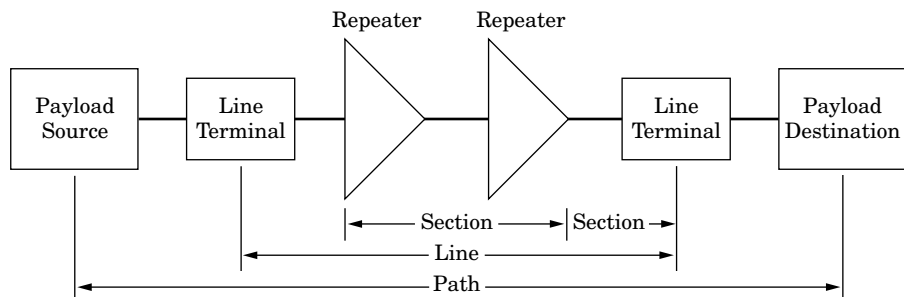 Repeater
Repeater
Payload
Source
Line
Terminal
Line
Terminal
Payload
Destination
Section
Section
Line
Path